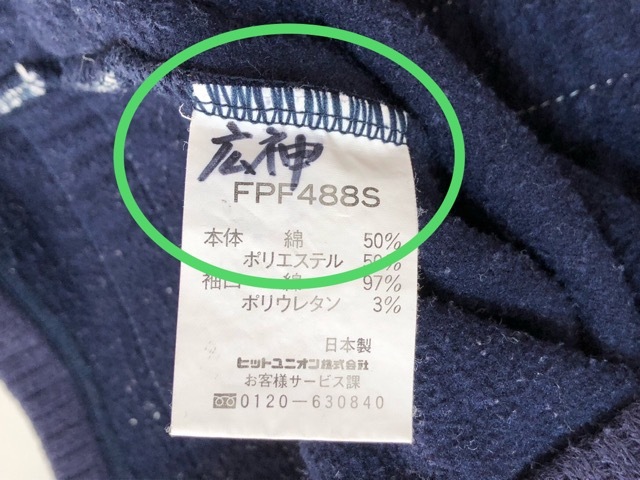 広神
FPF488S
本体 綿 50%
ポリエステル 50%
袖口 綿 97%
ポリウレタン 3%
日本製
ヒットユニオン株式会社
お客様サービス課
0120-630840